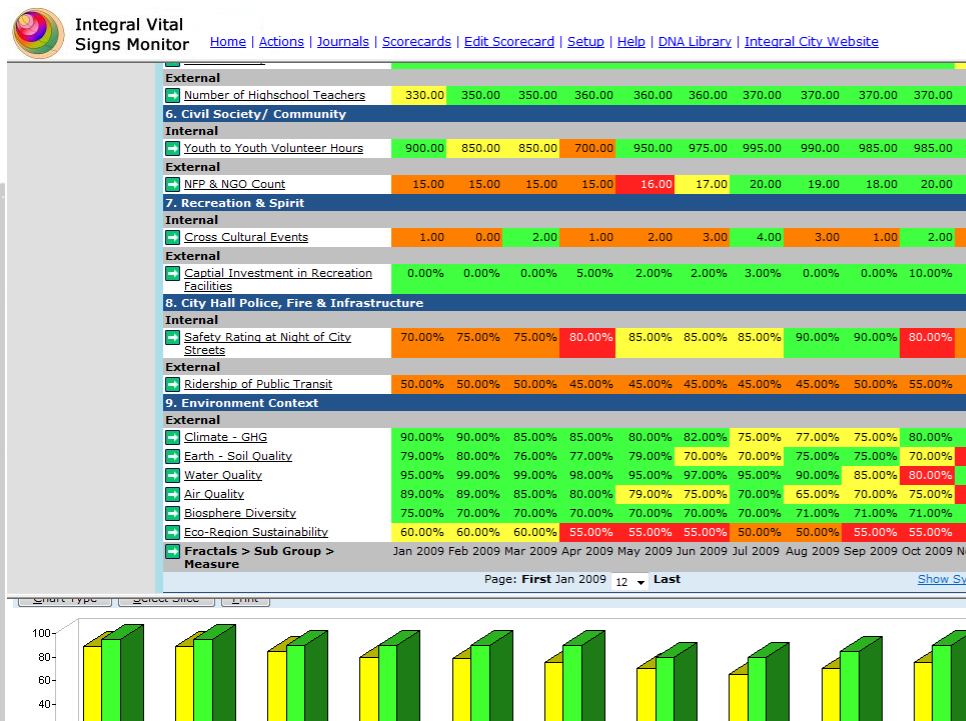 Integral Vital
Signs Monitor
Home | Actions | Journals | Scorecards | Edit Scorecard | Setup | Help | DNA Library | Integral City Website
External
Number of Highschool Teachers 330.00 350.00 350.00 360.00 360.00 360.00 370.00 370.00 370.00 370.00
6. Civil Society/ Community
Internal
Youth to Youth Volunteer Hours 900.00 850.00 850.00 700.00 950.00 975.00 995.00 990.00 985.00 985.00
External
NFP & NGO Count 15.00 15.00 15.00 15.00 16.00 17.00 20.00 19.00 18.00 20.00
7. Recreation & Spirit
Internal
Cross Cultural Events 1.00 0.00 2.00 1.00 2.00 3.00 4.00 3.00 1.00 2.00
External
Captial Investment in Recreation 0.00% 0.00% 0.00% 5.00% 2.00% 2.00% 3.00% 0.00% 0.00% 10.00%
Facilities
8. City Hall Police, Fire & Infrastructure
Internal
Safety Rating at Night of City 70.00% 75.00% 75.00% 80.00% 85.00% 85.00% 85.00% 90.00% 90.00% 80.00%
Streets
External
Ridership of Public Transit 50.00% 50.00% 50.00% 45.00% 45.00% 45.00% 45.00% 45.00% 50.00% 55.00%
9. Environment Context
External
Climate - GHG 90.00% 90.00% 85.00% 85.00% 80.00% 82.00% 75.00% 77.00% 75.00% 80.00%
Earth - Soil Quality 79.00% 80.00% 76.00% 77.00% 79.00% 70.00% 70.00% 75.00% 75.00% 70.00%
Water Quality 95.00% 99.00% 99.00% 98.00% 95.00% 97.00% 95.00% 90.00% 85.00% 80.00%
Air Quality 89.00% 89.00% 85.00% 80.00% 79.00% 75.00% 70.00% 65.00% 70.00% 75.00%
Biosphere Diversity 75.00% 70.00% 70.00% 70.00% 70.00% 70.00% 70.00% 71.00% 71.00% 71.00%
Eco-Region Sustainability 60.00% 60.00% 60.00% 55.00% 55.00% 55.00% 50.00% 50.00% 55.00% 55.00%
Fractals > Sub Group > Jan 2009 Feb 2009 Mar 2009 Apr 2009 May 2009 Jun 2009 Jul 2009 Aug 2009 Sep 2009 Oct 2009
Measure
Page: First Jan 2009 12 Last Show Sy
Chart Type Select Slice Print
100
80
60
40